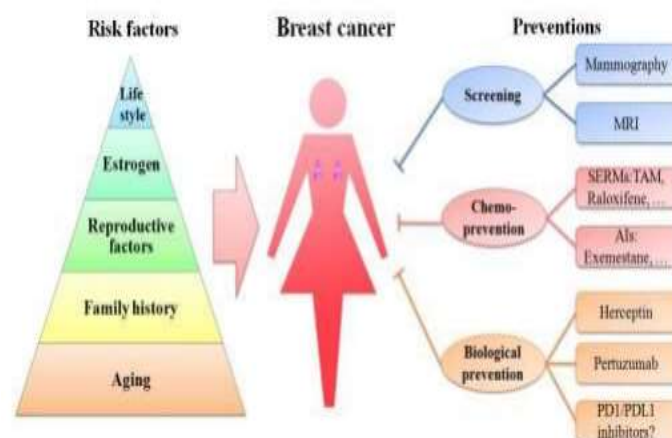 Risk factors
Breast cancer
Preventions
Life
style
Estrogen
Reproductive
factors
Family history
Aging
Screening
Mammography
MRI
Chemo-
prevention
SERMs: TAM,
Raloxifene, ...
AIs:
Exemestane, ...
Biological
prevention
Herceptin
Pertuzumab
PD1/PDL1
inhibitors?